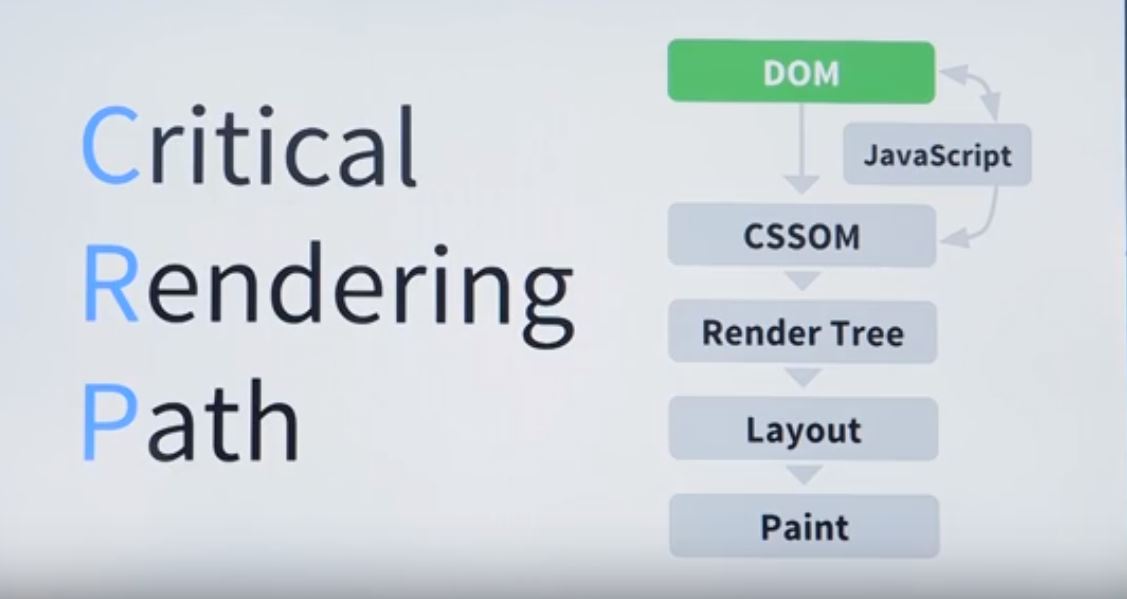 Critical
Rendering
Path
DOM
JavaScript
CSSOM
Render Tree
Layout
Paint